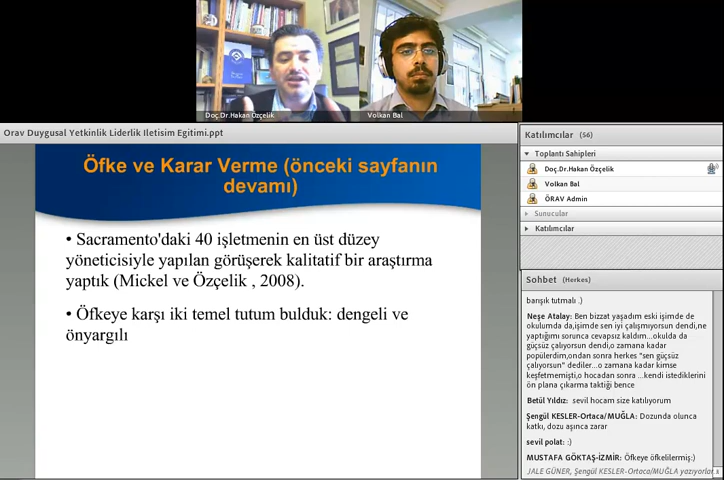 Doç.Dr.Hakan Özçelik
Volkan Bal
Orav Duygusal Yetkinlik Liderlik Iletisim Egitimi.ppt
Öfke ve Karar Verme (önceki sayfanın
devamı)
• Sacramento'daki 40 işletmenin en üst düzey
yöneticisiyle yapılan görüşerek kalitatif bir araştırma
yaptık (Mickel ve Özçelik , 2008).
• Öfkeye karşı iki temel tutum bulduk: dengeli ve
önyargılı
Katılımcılar (56)
Toplantı Sahipleri
Doç.Dr.Hakan Özçelik
Volkan Bal
ÖRAV Admin
Sunucular
Katılımcılar
Sohbet (Herkes)
barışık tutmalı .)
Neşe Atalay: Ben bizzat yaşadım eski işimde de
okulumda da,işimde sen iyi çalışmıyorsun dendi,ne
yaptığımı sorunca cevapsız kaldım...okulda da
güçsüz çalıyorsun dendi,o zamana kadar
popülerdim,ondan sonra herkes "sen güçsüz
çalıyorsun" dediler...o zamana kadar kimse
keşfetmemişti,o hocadan sonra ...kendi istediklerini
ön plana çıkarma taktiği bence
Betül Yıldız: sevil hocam size katılıyorum
Şengül KESLER-Ortaca/MUĞLA: Dozunda olunca
katkı, dozu aşınca zarar
sevil polat: :)
MUSTAFA GÖKTAŞ-İZMİR: Öfkeye öfkelilermiş:)
JALE GÜNER, Şengül KESLER-Ortaca/MUĞLA yazıyorlar